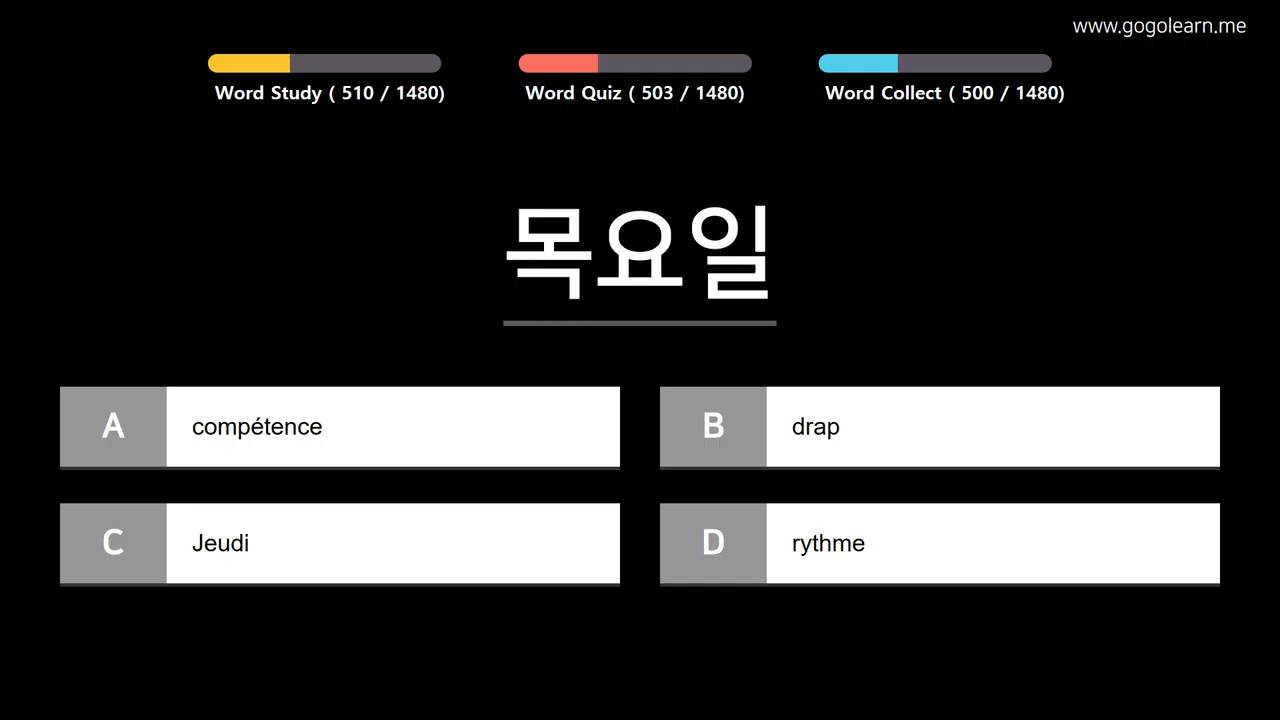 www.gogolearn.me
Word Study ( 510 / 1480)
Word Quiz ( 503 / 1480)
Word Collect ( 500 / 1480)
목요일
A compétence
B drap
C Jeudi
D rythme